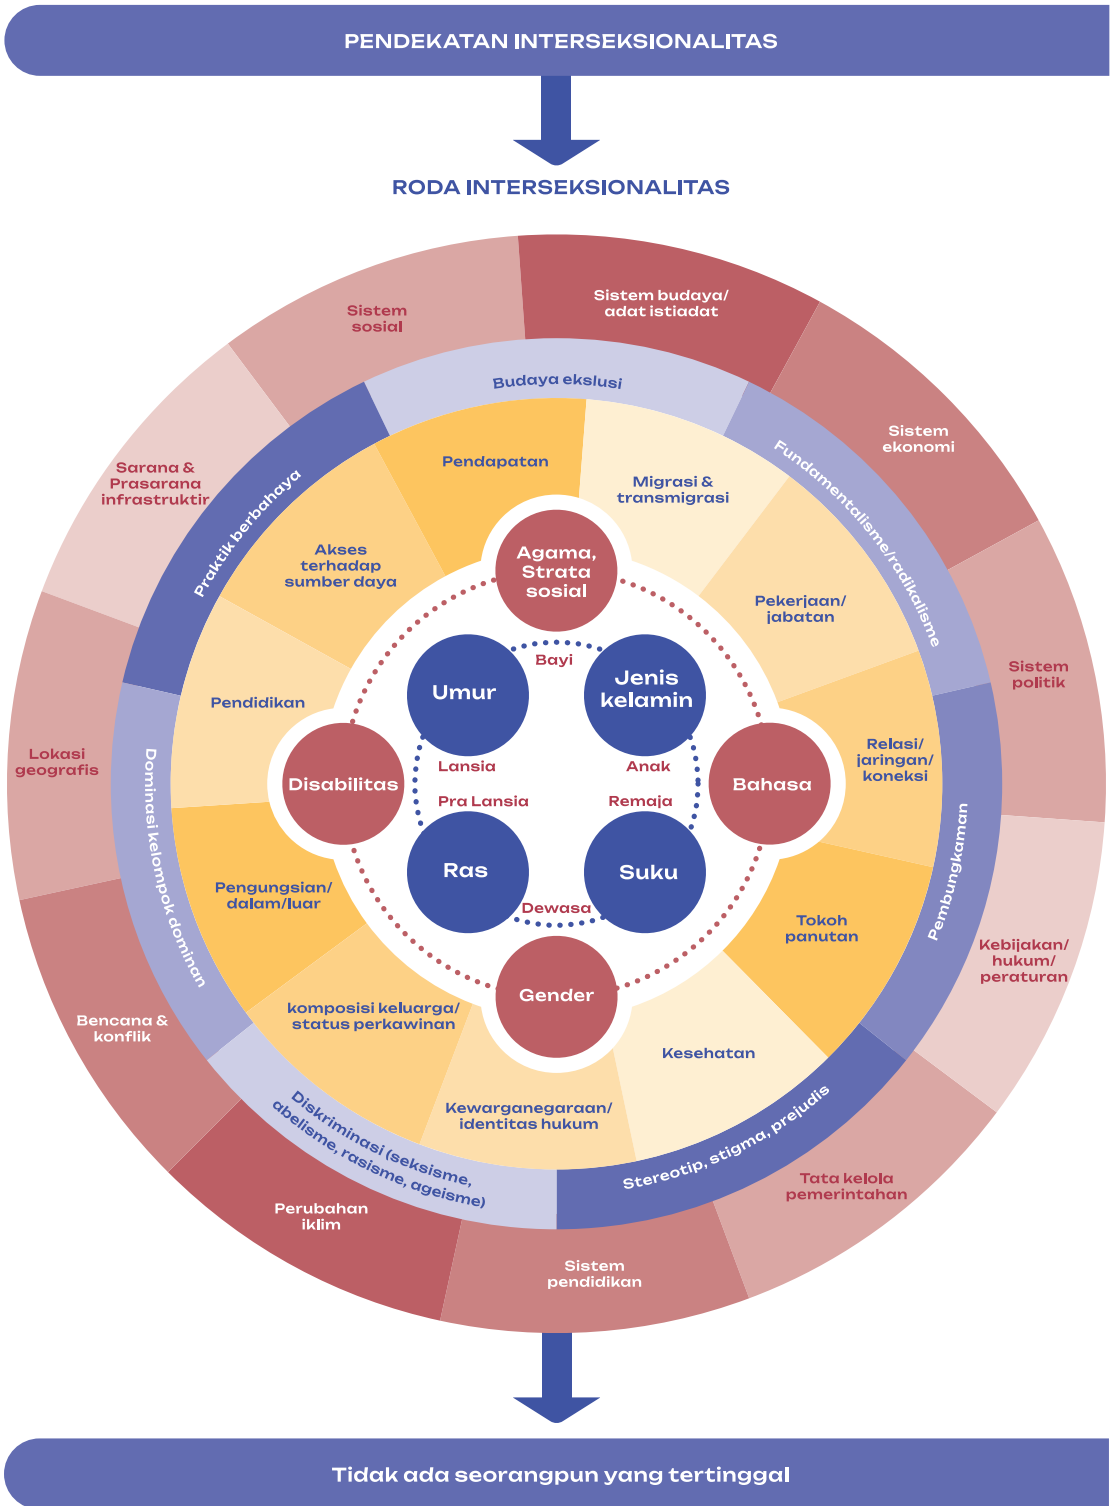 PENDEKATAN INTERSEKSIONALITAS
RODA INTERSEKSIONALITAS
Sistem budaya/
adat istiadat
Sistem
ekonomi
Sistem
politik
Kebijakan/
hukum/
peraturan
Tata kelola
pemerintahan
Sistem
pendidikan
Perubahan
iklim
Bencana &
konflik
Lokasi
geografis
Sarana &
Prasarana
infrastruktir
Sistem
sosial
Budaya ekslusi
Fundamentalisme/radikalisme
Pembungkaman
Stereotip, stigma, prejudis
Diskriminasi (seksisme,
abelisme, rasisme, ageisme)
Dominasi kelompok dominan
Praktik berbahaya
Pendapatan
Migrasi &
transmigrasi
Pekerjaan/
jabatan
Relasi/
jaringan/
koneksi
Tokoh
panutan
Kesehatan
Kewarganegaraan/
identitas hukum
komposisi keluarga/
status perkawinan
Pengungsian/
dalam/luar
Pendidikan
Akses
terhadap
sumber daya
Agama,
Strata
sosial
Bahasa
Gender
Disabilitas
Umur
Jenis
kelamin
Suku
Ras
Bayi
Anak
Remaja
Dewasa
Pra Lansia
Lansia
Tidak ada seorangpun yang tertinggal